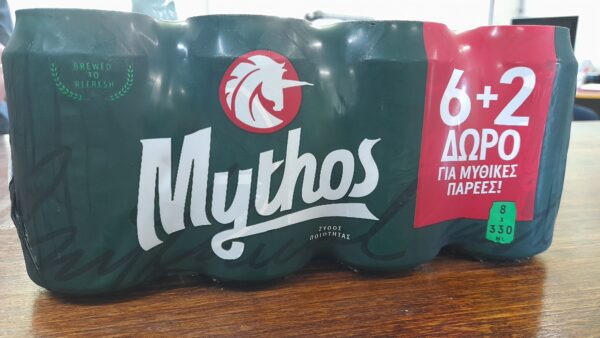 BREWED
TO
REFRESH
Mythos
ΖΥΘΟΣ
ΠΟΙΟΤΗΤΑΣ
6+2
ΔΩΡΟ
ΓΙΑ ΜΥΘΙΚΕΣ
ΠΑΡΕΕΣ!
8
X
330
ML